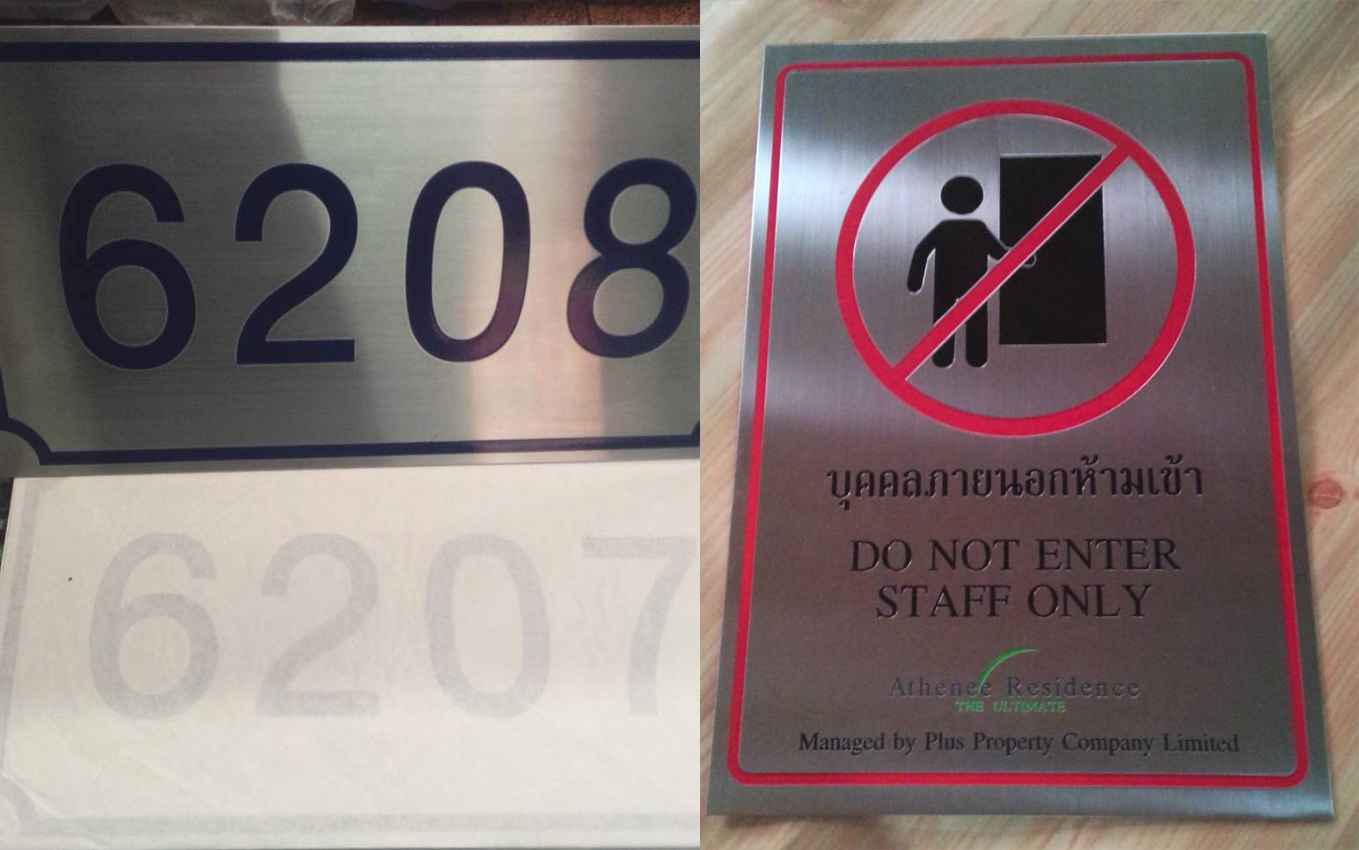 6208
6207
บุคคลภายนอกห้ามเข้า
DO NOT ENTER
STAFF ONLY
Athenee Residence
THE ULTIMATE
Managed by Plus Property Company Limited